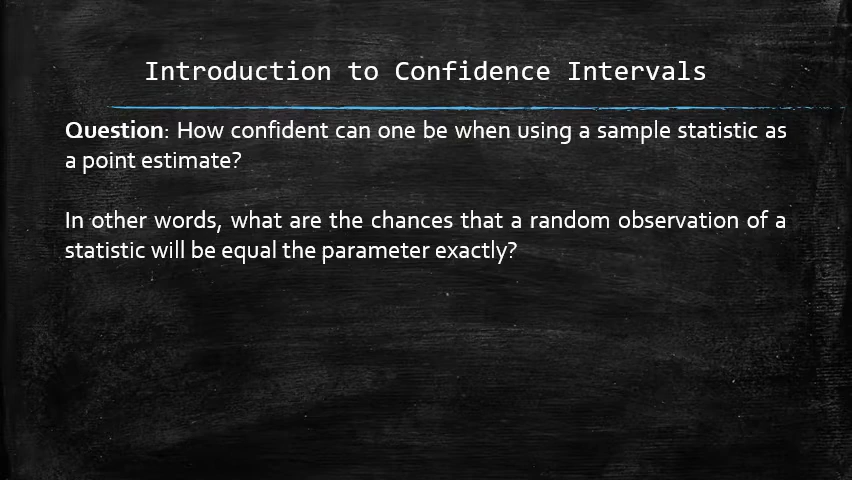 Introduction to Confidence Intervals
Question: How confident can one be when using a sample statistic as
a point estimate?
In other words, what are the chances that a random observation of a
statistic will be equal the parameter exactly?